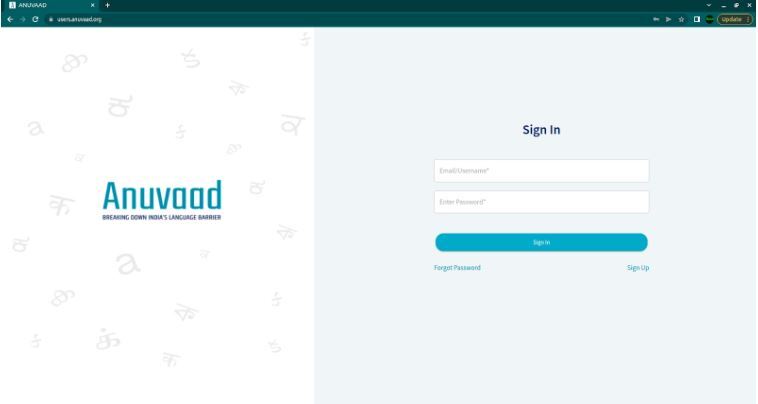 ANUVAAD
users.anuvaad.org
Update
Anuvaad
BREAKING DOWN INDIA'S LANGUAGE BARRIER
Sign In
Email/Username*
Enter Password*
Sign In
Forgot Password
Sign Up